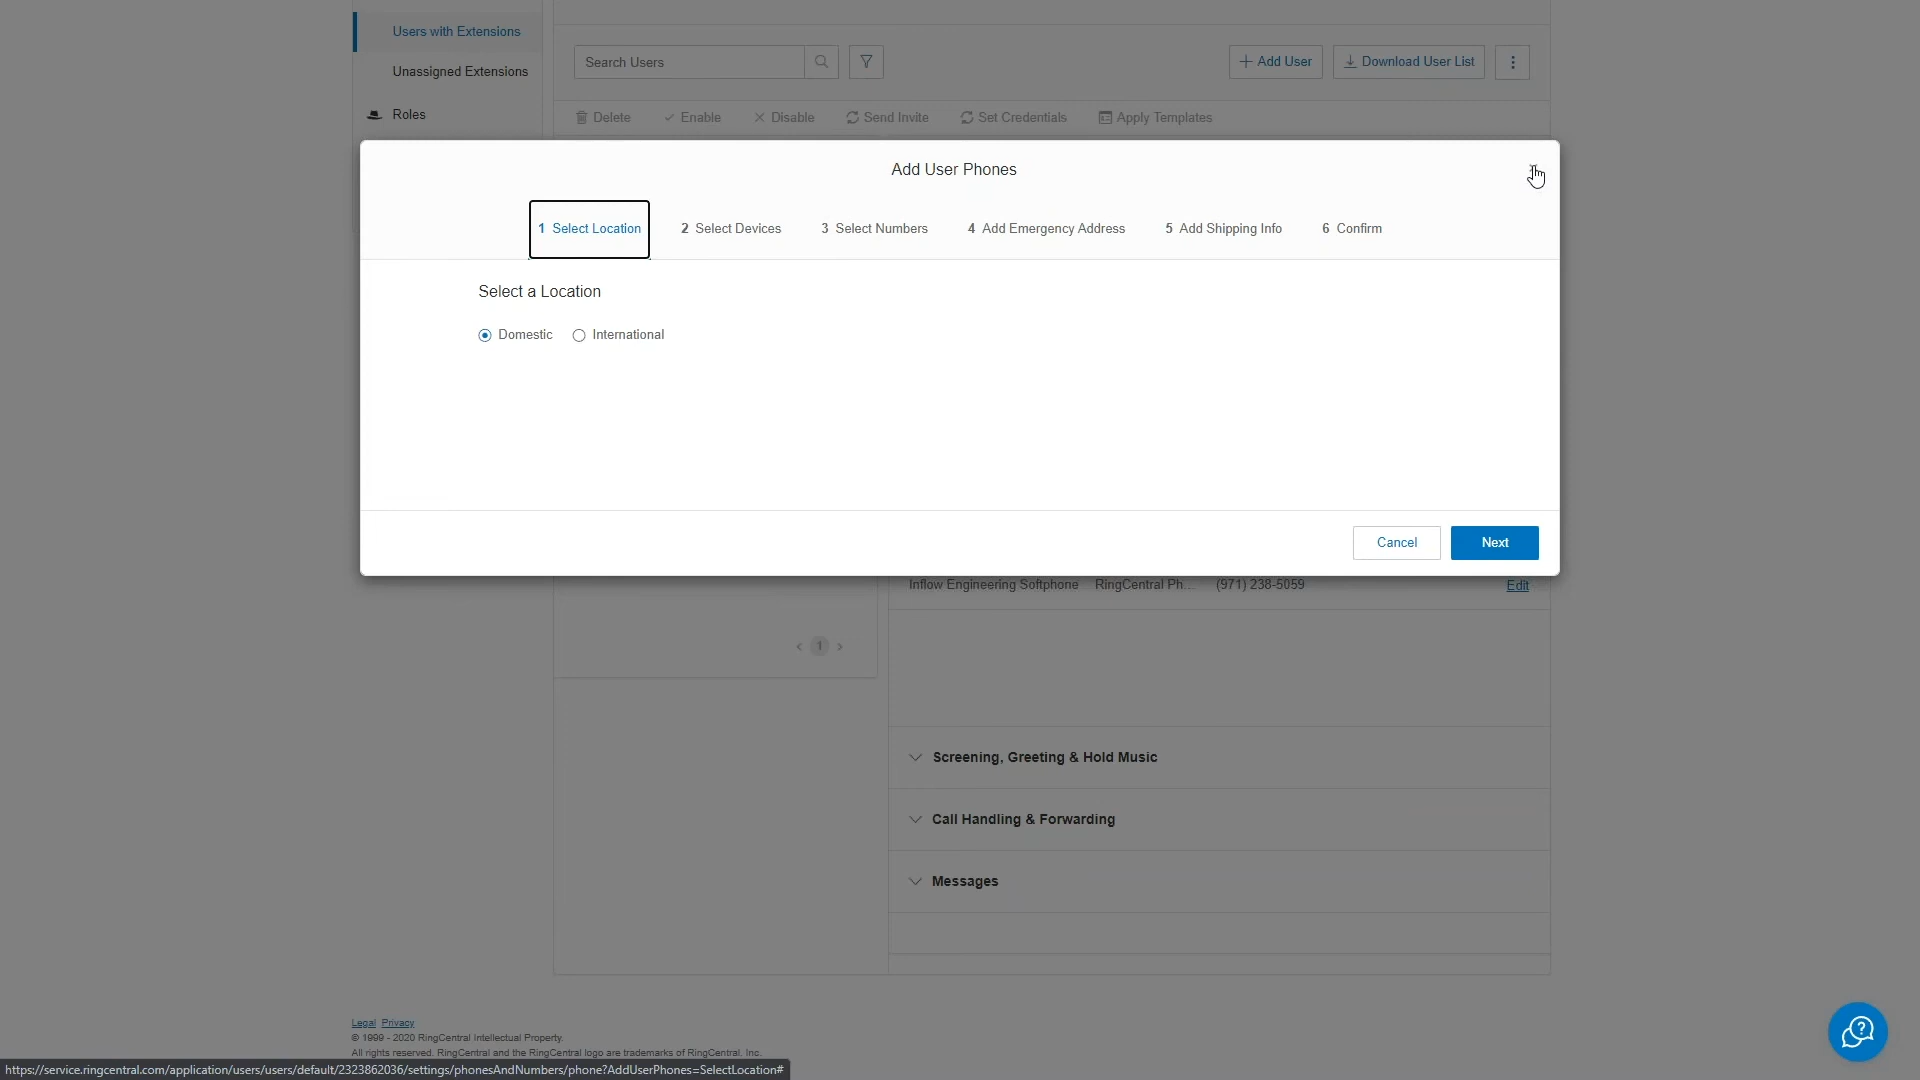 Users with Extensions
Unassigned Extensions
Roles
Search Users
Add User
Download User List
Delete
Enable
Disable
Send Invite
Set Credentials
Apply Templates
Add User Phones
1 Select Location
2 Select Devices
3 Select Numbers
4 Add Emergency Address
5 Add Shipping Info
6 Confirm
Select a Location
Domestic
International
Cancel
Next
Inflow Engineering Softphone RingCentral Ph... (971) 238-5059 Edit
1
Screening, Greeting & Hold Music
Call Handling & Forwarding
Messages
Legal Privacy
© 1999 - 2020 RingCentral Intellectual Property.
All rights reserved. RingCentral and the RingCentral logo are trademarks of RingCentral, Inc.
https://service.ringcentral.com/application/users/users/default/2323862036/settings/phonesAndNumbers/phone?AddUserPhones=SelectLocation#